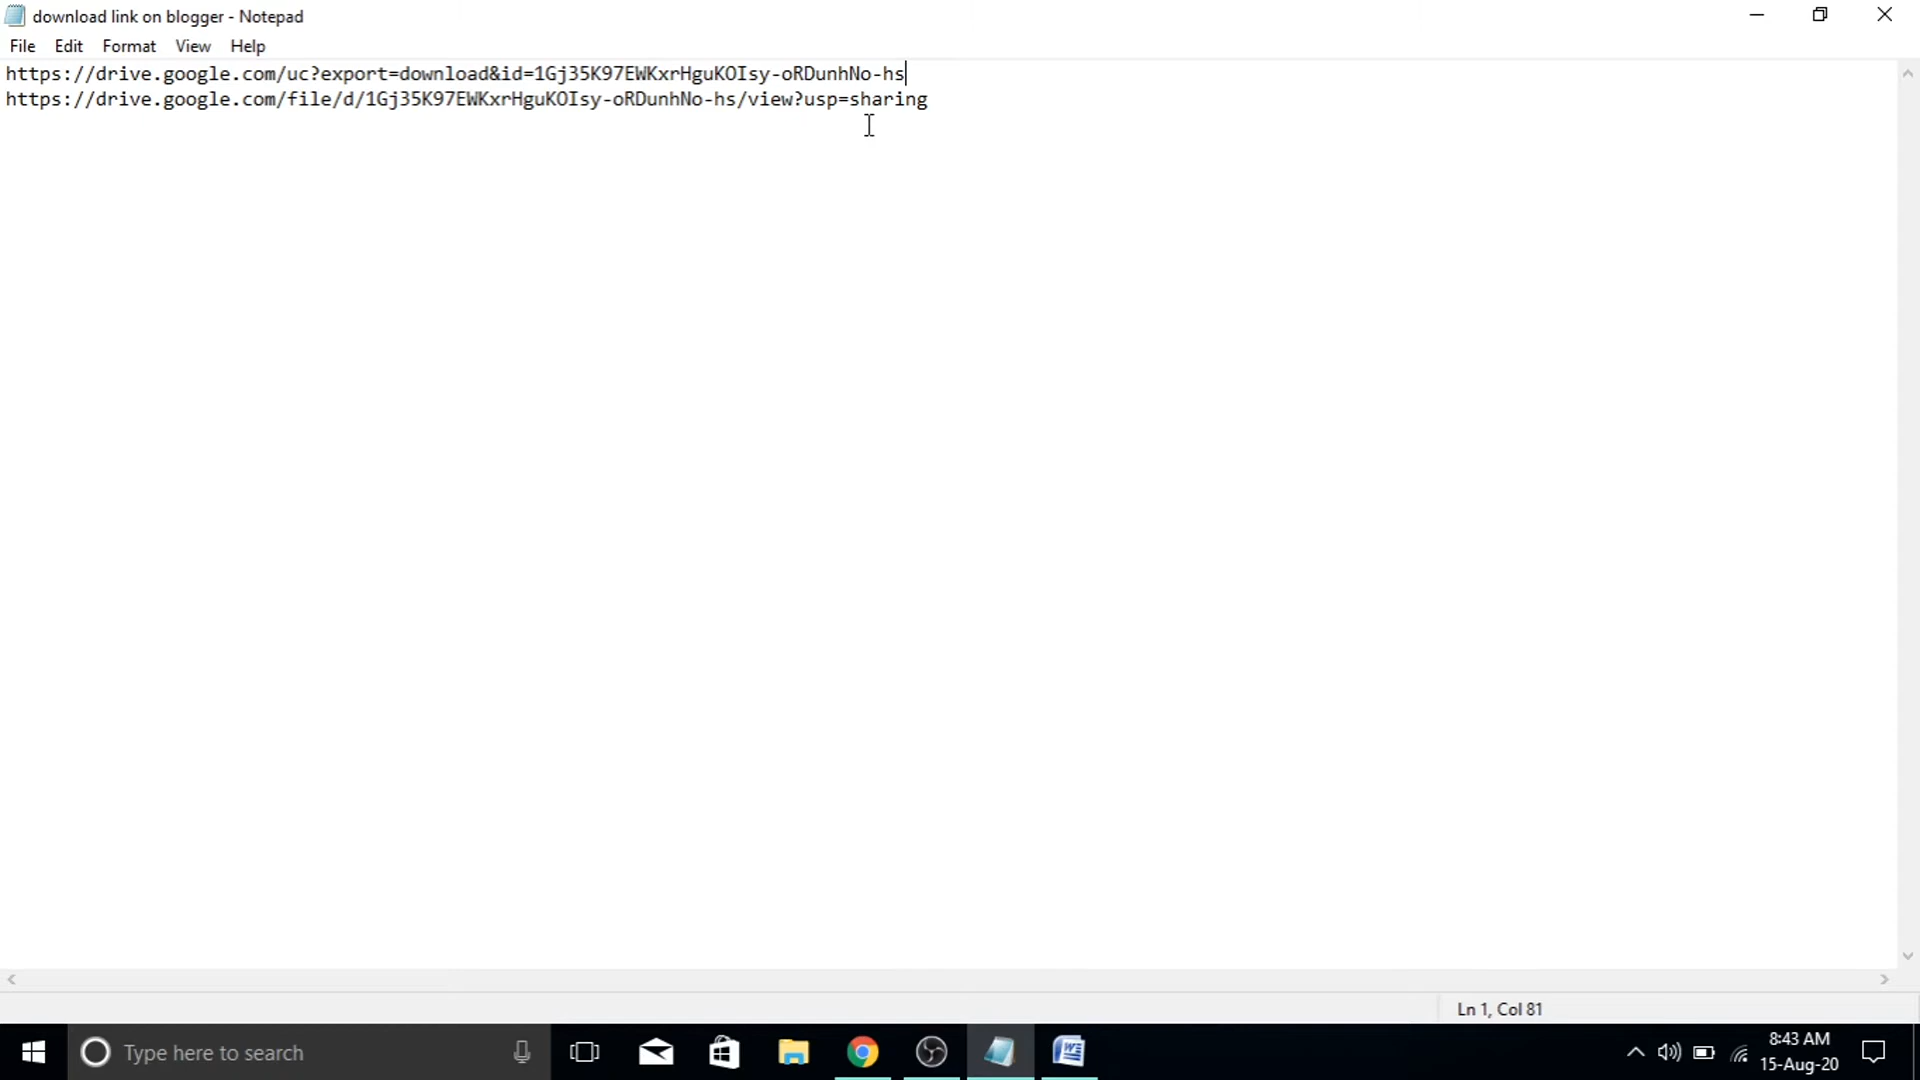 download link on blogger - Notepad
File Edit Format View Help
https://drive.google.com/uc?export=download&id=1Gj35K97EWKxrHguKOIsy-oRDunhNo-hs
https://drive.google.com/file/d/1Gj35K97EWKxrHguKOIsy-oRDunhNo-hs/view?usp=sharing
Ln 1, Col 81
Type here to search
8:43 AM
15-Aug-20